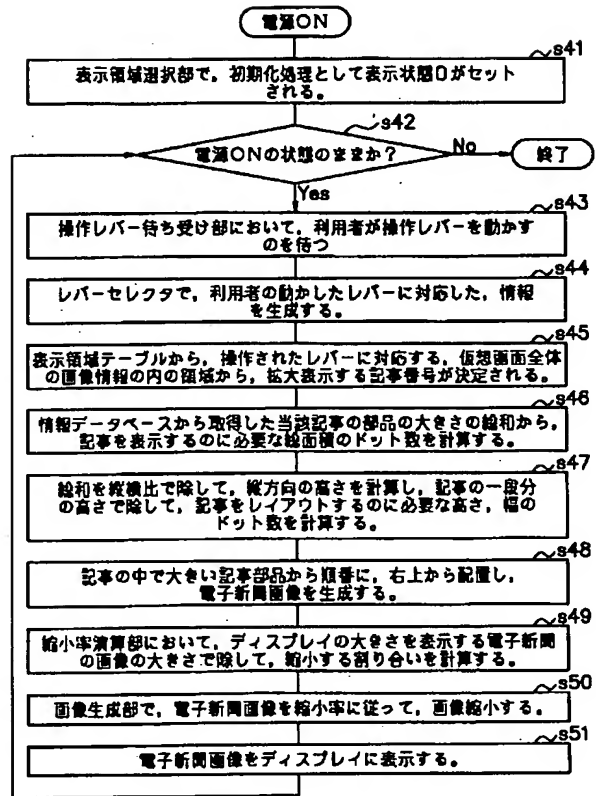 電源ON
s41
表示領域選択部で，初期化処理として表示状態0がセット
される。
s42
電源ONの状態のままか？
No
終了
Yes
s43
操作レバー待ち受け部において，利用者が操作レバーを動かす
のを待つ
s44
レバーセレクタで，利用者の動かしたレバーに対応した，情報
を生成する。
s45
表示領域テーブルから，操作されたレバーに対応する，仮想画面全体
の画像情報の内の領域から，拡大表示する記事番号が決定される。
s46
情報データベースから取得した当該記事の部品の大きさの総和から，
記事を表示するのに必要な総面積のドット数を計算する。
s47
総和を縦横比で除して，縦方向の高さを計算し，記事の一段分
の高さで除して，記事をレイアウトするのに必要な高さ，幅の
ドット数を計算する。
s48
記事の中で大きい記事部品から順番に，右上から配置し，
電子新聞画像を生成する。
s49
縮小率演算部において，ディスプレイの大きさを表示する電子新聞
の画像の大きさで除して，縮小する割り合いを計算する。
s50
画像生成部で，電子新聞画像を縮小率に従って，画像縮小する。
s51
電子新聞画像をディスプレイに表示する。